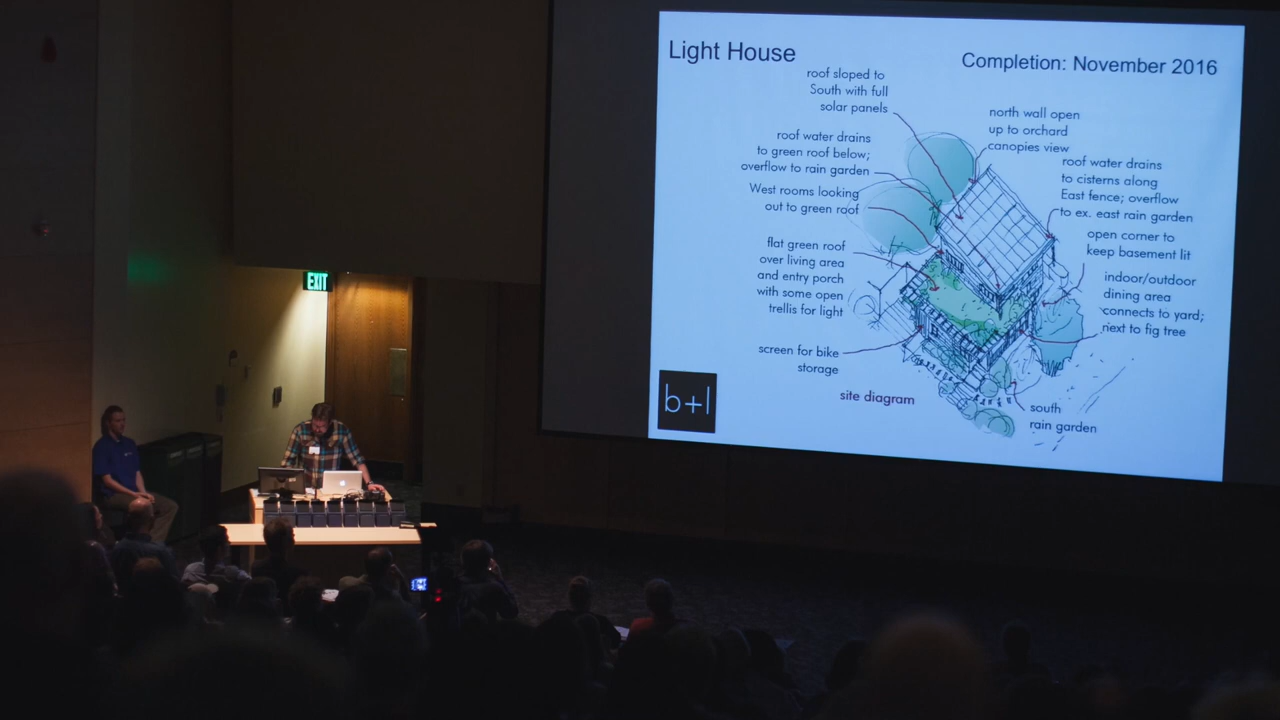 Light House
Completion: November 2016
roof sloped to
South with full
solar panels
north wall open
up to orchard
canopies view
roof water drains
to green roof below;
overflow to rain garden
roof water drains
to cisterns along
East fence; overflow
to ex. east rain garden
West rooms looking
out to green roof
open corner to
keep basement lit
flat green roof
over living area
and entry porch
with some open
trellis for light
indoor/outdoor
dining area
connects to yard;
next to fig tree
screen for bike
storage
site diagram
south
rain garden
b+l
EXIT